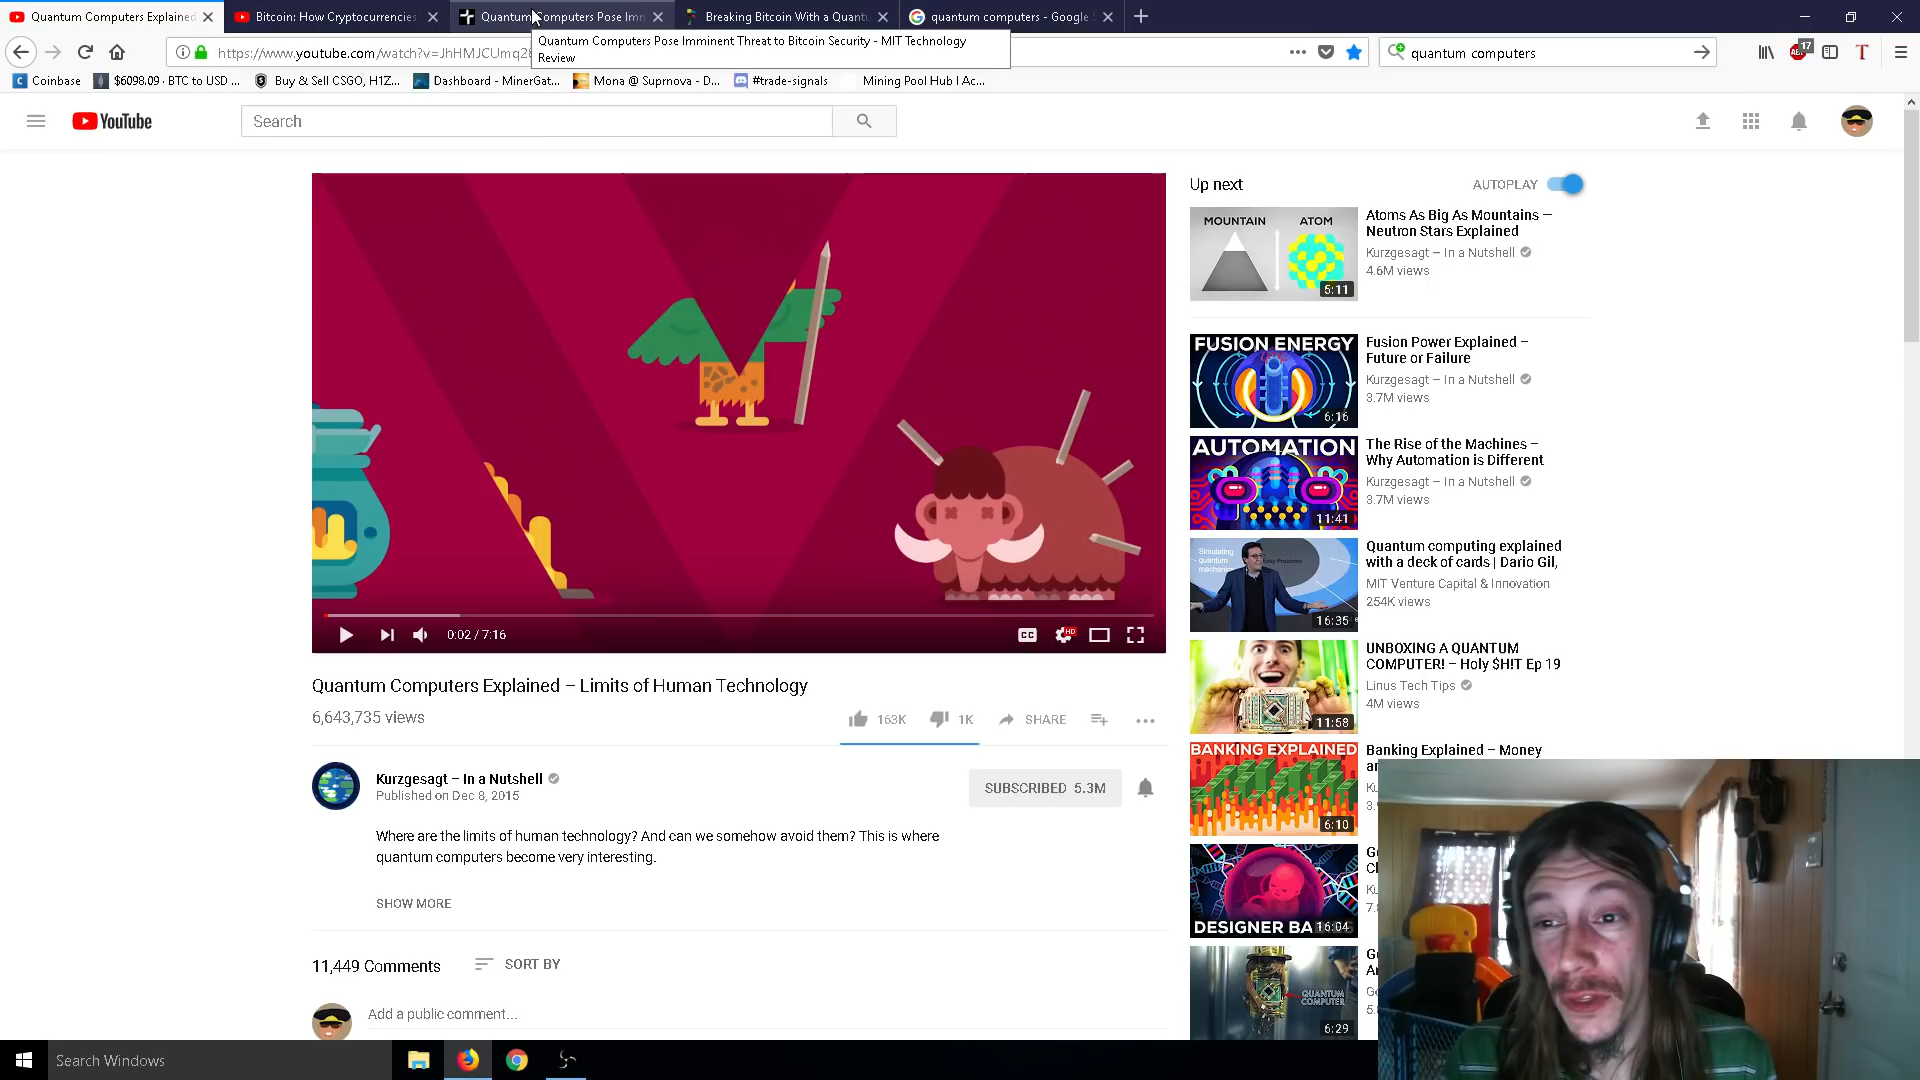 Quantum Computers Explained
Bitcoin: How Cryptocurrencies
Quantum Computers Pose Imm
Breaking Bitcoin With a Quantu
quantum computers - Google S
https://www.youtube.com/watch?v=JhHMJCUmq28
Quantum Computers Pose Imminent Threat to Bitcoin Security - MIT Technology
Review
quantum computers
17
Coinbase
$6098.09 · BTC to USD ...
Buy & Sell CSGO, H1Z...
Dashboard - MinerGat...
Mona @ Suprnova - D...
#trade-signals
Mining Pool Hub | Ac...
YouTube
Search
Up next
AUTOPLAY
MOUNTAIN ATOM
5:11
Atoms As Big As Mountains —
Neutron Stars Explained
Kurzgesagt – In a Nutshell
4.6M views
FUSION ENERGY
6:16
Fusion Power Explained –
Future or Failure
Kurzgesagt – In a Nutshell
3.7M views
AUTOMATION
11:41
The Rise of the Machines –
Why Automation is Different
Kurzgesagt – In a Nutshell
3.7M views
Simulating
quantum
mechanic
Easy Problems
16:35
Quantum computing explained
with a deck of cards | Dario Gil,
MIT Venture Capital & Innovation
254K views
11:58
UNBOXING A QUANTUM
COMPUTER! – Holy $H!T Ep 19
Linus Tech Tips
4M views
BANKING EXPLAINED
6:10
Banking Explained – Money
DESIGNER BA
16:04
QUANTUM
COMPUTER
6:29
0:02 / 7:16
CC
HD
Quantum Computers Explained – Limits of Human Technology
6,643,735 views
163K
1K
SHARE
Kurzgesagt – In a Nutshell
Published on Dec 8, 2015
SUBSCRIBED 5.3M
Where are the limits of human technology? And can we somehow avoid them? This is where
quantum computers become very interesting.
SHOW MORE
11,449 Comments
SORT BY
Add a public comment...
Search Windows